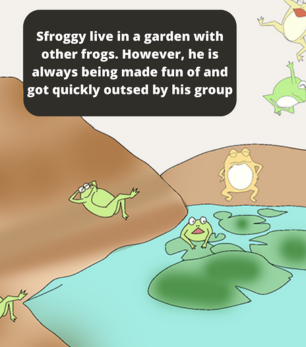 Sfroggy live in a garden with
other frogs. However, he is
always being made fun of and
got quickly outsed by his group